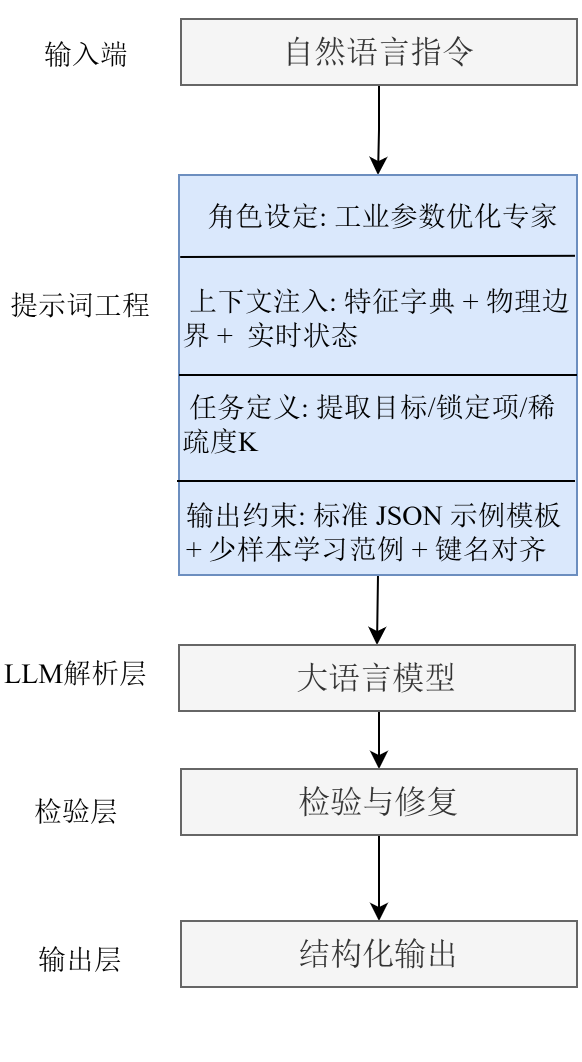 输入端
自然语言指令
提示词工程
角色设定: 工业参数优化专家
上下文注入: 特征字典 + 物理边
界 + 实时状态
任务定义: 提取目标/锁定项/稀
疏度K
输出约束: 标准 JSON 示例模板
+ 少样本学习范例 + 键名对齐
LLM解析层
大语言模型
检验层
检验与修复
输出层
结构化输出